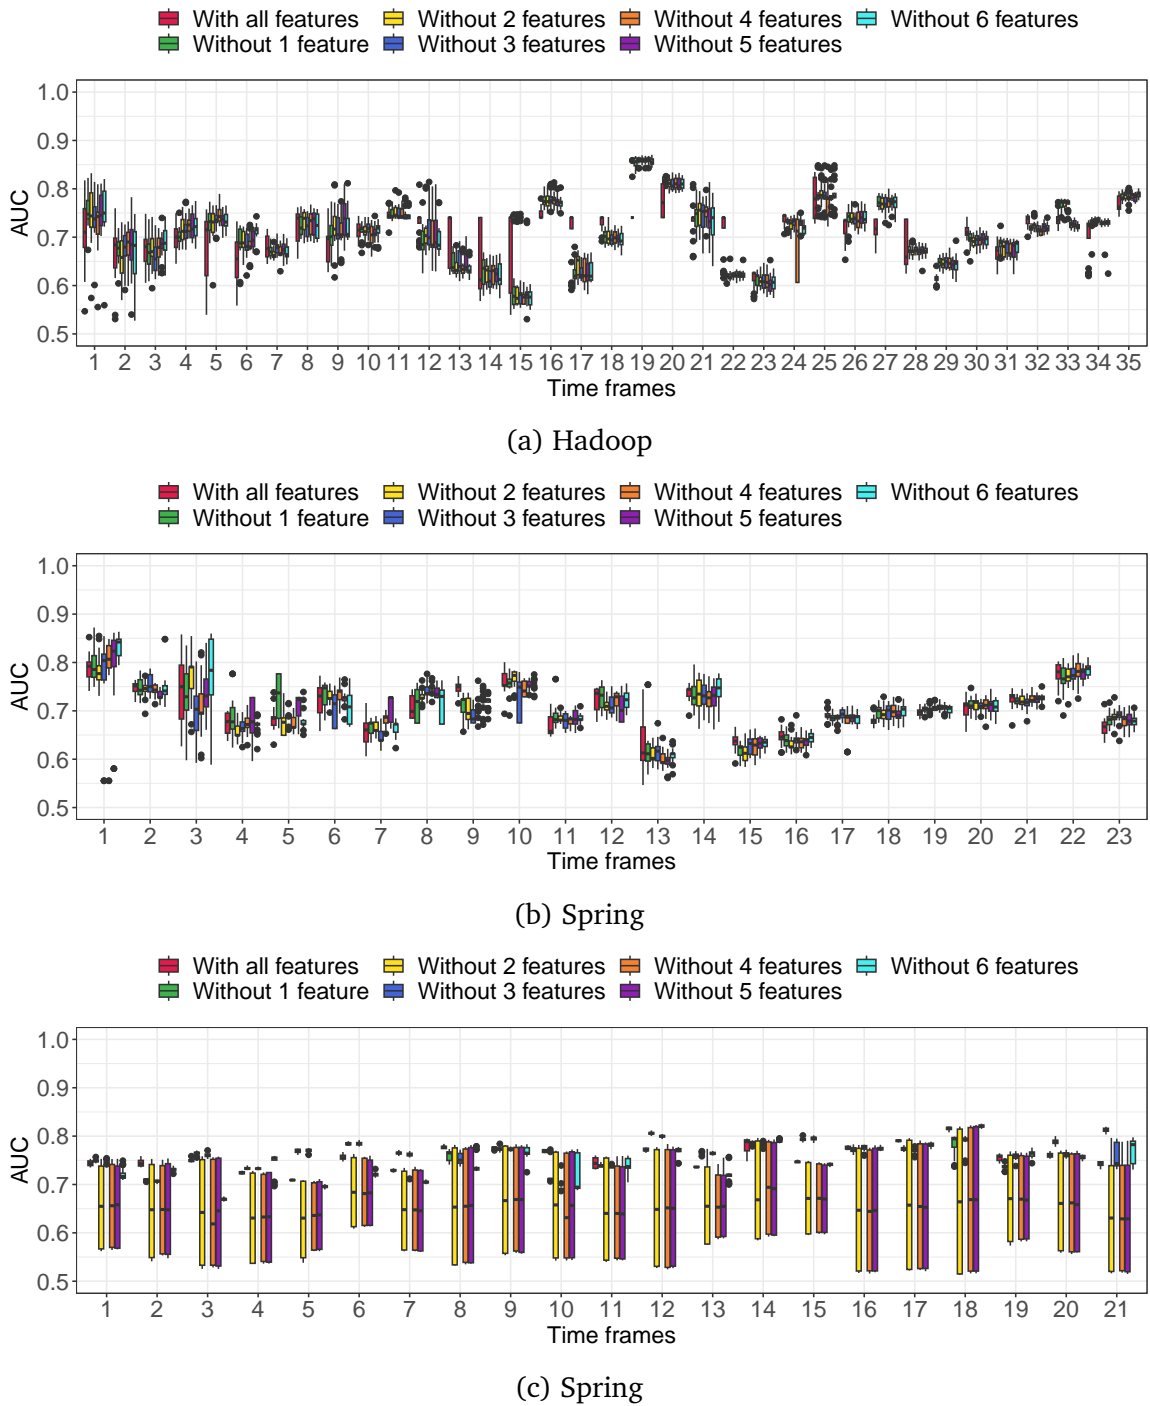 With all features Without 2 features Without 4 features Without 6 features
Without 1 feature Without 3 features Without 5 features
1.0
0.9
0.8
0.7
0.6
0.5
AUC
1 2 3 4 5 6 7 8 9 10 11 12 13 14 15 16 17 18 19 20 21 22 23 24 25 26 27 28 29 30 31 32 33 34 35
Time frames
(a) Hadoop
With all features Without 2 features Without 4 features Without 6 features
Without 1 feature Without 3 features Without 5 features
1.0
0.9
0.8
0.7
0.6
0.5
AUC
1 2 3 4 5 6 7 8 9 10 11 12 13 14 15 16 17 18 19 20 21 22 23
Time frames
(b) Spring
With all features Without 2 features Without 4 features Without 6 features
Without 1 feature Without 3 features Without 5 features
1.0
0.9
0.8
0.7
0.6
0.5
AUC
1 2 3 4 5 6 7 8 9 10 11 12 13 14 15 16 17 18 19 20 21
Time frames
(c) Spring